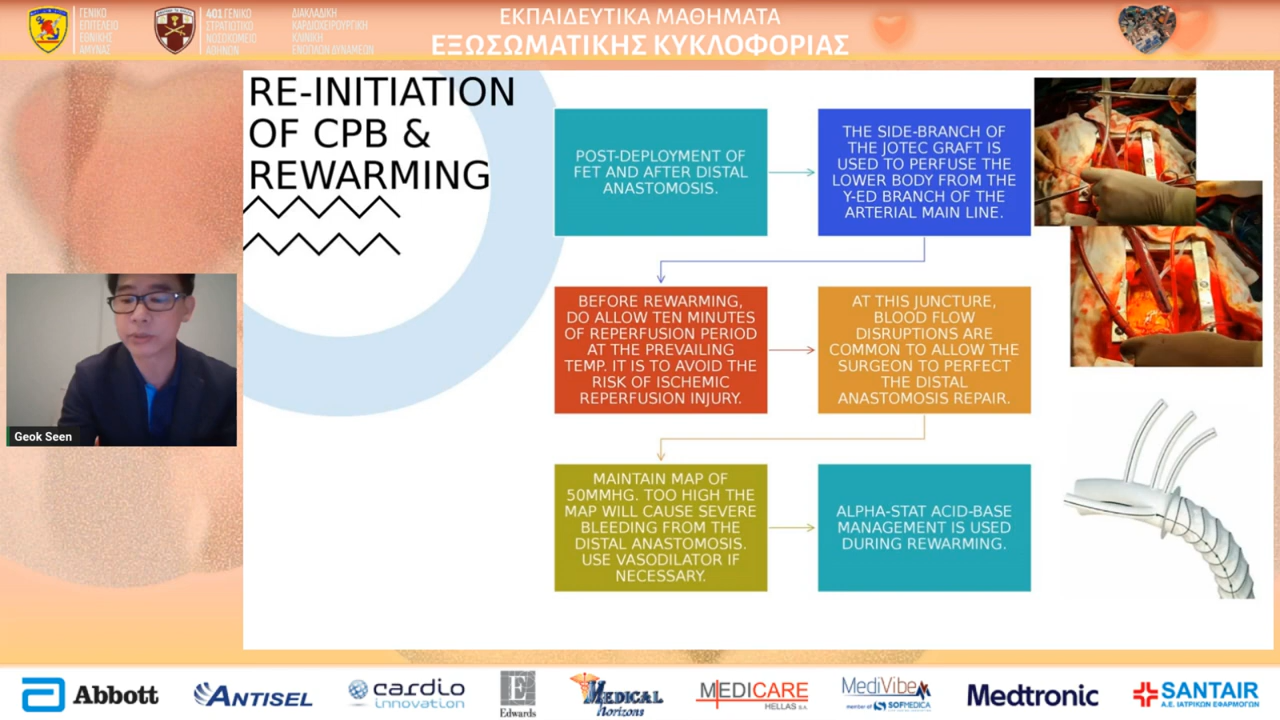 ΓΕΝΙΚΟ
ΕΠΙΤΕΛΕΙΟ
ΕΘΝΙΚΗΣ
ΑΜΥΝΑΣ
401 ΓΕΝΙΚΟ
ΣΤΡΑΤΙΩΤΙΚΟ
ΝΟΣΟΚΟΜΕΙΟ
ΑΘΗΝΩΝ
ΔΙΑΚΛΑΔΙΚΗ
ΚΑΡΔΙΟΧΕΙΡΟΥΡΓΙΚΗ
ΚΛΙΝΙΚΗ
ΕΝΟΠΛΩΝ ΔΥΝΑΜΕΩΝ
ΕΚΠΑΙΔΕΥΤΙΚΑ ΜΑΘΗΜΑΤΑ
ΕΞΩΣΩΜΑΤΙΚΗΣ ΚΥΚΛΟΦΟΡΙΑΣ
RE-INITIATION
OF CPB &
REWARMING
POST-DEPLOYMENT OF
FET AND AFTER DISTAL
ANASTOMOSIS.
THE SIDE-BRANCH OF
THE JOTEC GRAFT IS
USED TO PERFUSE THE
LOWER BODY FROM THE
Y-ED BRANCH OF THE
ARTERIAL MAIN LINE.
BEFORE REWARMING,
DO ALLOW TEN MINUTES
OF REPERFUSION PERIOD
AT THE PREVAILING
TEMP. IT IS TO AVOID THE
RISK OF ISCHEMIC
REPERFUSION INJURY.
AT THIS JUNCTURE,
BLOOD FLOW
DISRUPTIONS ARE
COMMON TO ALLOW THE
SURGEON TO PERFECT
THE DISTAL
ANASTOMOSIS REPAIR.
MAINTAIN MAP OF
50MMHG. TOO HIGH THE
MAP WILL CAUSE SEVERE
BLEEDING FROM THE
DISTAL ANASTOMOSIS.
USE VASODILATOR IF
NECESSARY.
ALPHA-STAT ACID-BASE
MANAGEMENT IS USED
DURING REWARMING.
Geok Seen
Abbott
ANTISEL
cardio
innovation
E
Edwards
MEDICAL
horizons
MEDICARE
HELLAS S.A.
MediVibe
member of SOFMEDICA
Medtronic
SANTAIR
Α.Ε. ΙΑΤΡΙΚΩΝ ΕΦΑΡΜΟΓΩΝ